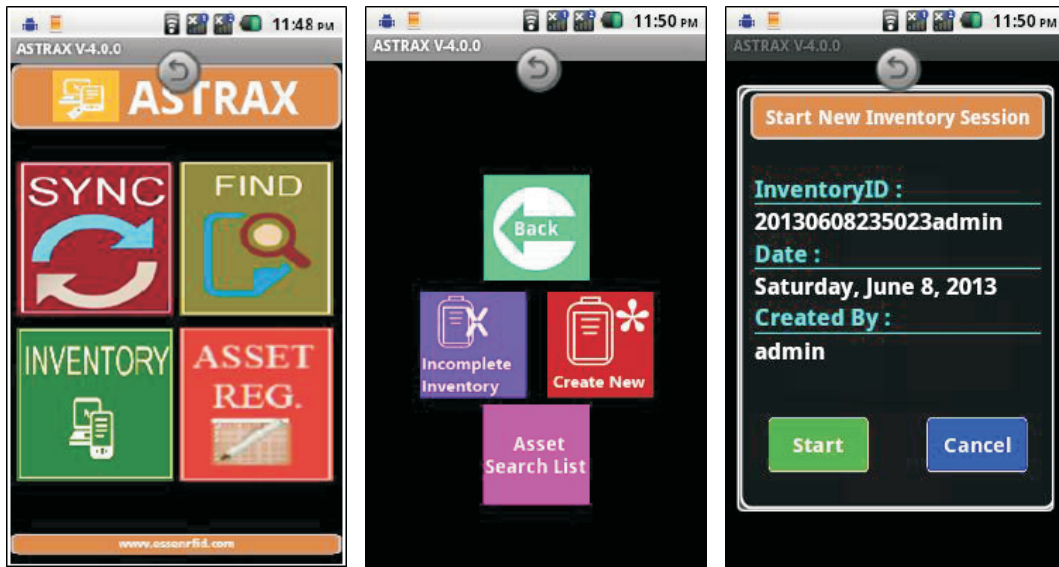 11:48 PM
ASTRAX V-4.0.0
ASTRAX
SYNC
FIND
INVENTORY
ASSET
REG.
www.essenrfid.com
11:50 PM
ASTRAX V-4.0.0
Back
Incomplete
Inventory
Create New
Asset
Search List
11:50 PM
ASTRAX V-4.0.0
Start New Inventory Session
InventoryID :
20130608235023admin
Date :
Saturday, June 8, 2013
Created By :
admin
Start
Cancel